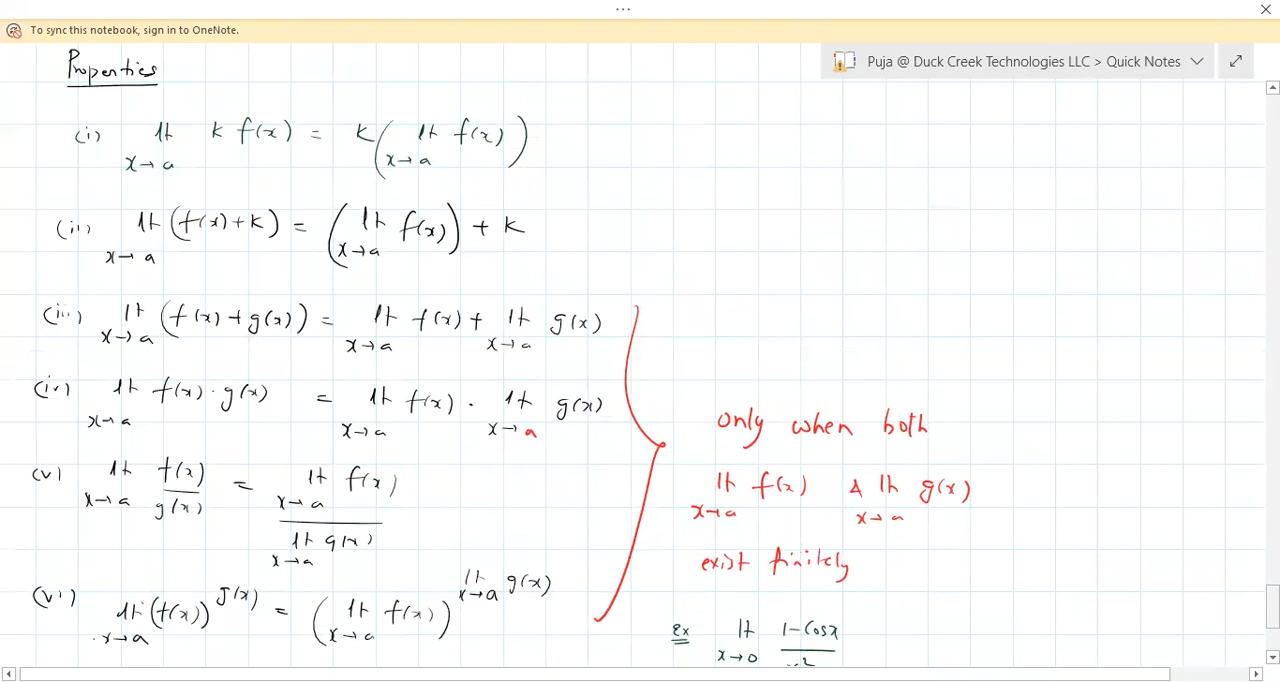 To sync this notebook, sign in to OneNote.
Puja @ Duck Creek Technologies LLC > Quick Notes
Properties
(i) lt x→a k f(x) = k( lt x→a f(x) )
(ii) lt x→a (f(x)+k) = ( lt x→a f(x) ) + k
(iii) lt x→a (f(x)+g(x)) = lt x→a f(x) + lt x→a g(x)
(iv) lt x→a f(x)·g(x) = lt x→a f(x) · lt x→a g(x)
(v) lt x→a f(x)/g(x) = lt x→a f(x) / lt x→a g(x)
(vi) lt x→a (f(x))^g(x) = ( lt x→a f(x) )^lt x→a g(x)
only when both
lt x→a f(x) & lt x→a g(x)
exist finitely
Ex lt x→0 1-Cosx / x²